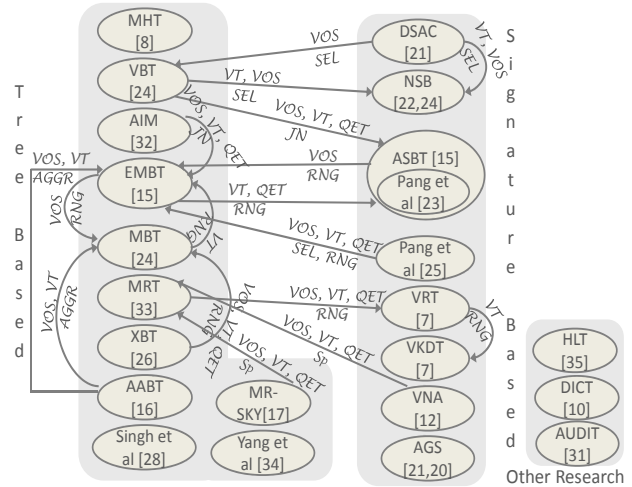 MHT
[8]
VBT
[24]
AIM
[32]
EMBT
[15]
MBT
[24]
MRT
[33]
XBT
[26]
AABT
[16]
Singh et
al [28]
MR-
SKY[17]
Yang et
al [34]
Tree Based
DSAC
[21]
NSB
[22,24]
ASBT [15]
Pang et
al [23]
Pang et
al [25]
VRT
[7]
VKDT
[7]
VNA
[12]
AGS
[21,20]
Signature Based
HLT
[35]
DICT
[10]
AUDIT
[31]
Other Research
VOS
SEL
VT, VOS
SEL
VT, VOS
SEL
VOS, VT, QET
JN
VOS, VT, QET
JN
VOS
RNG
VT, QET
RNG
VOS, VT, QET
SEL, RNG
VOS, VT
AGGR
VOS
RNG
RNG
VT
VOS, VT
AGGR
VOS, VT, QET
RNG
VOS, VT, QET
RNG
VT
RNG
VOS, VT, QET
Sp
VOS, VT, QET
Sp